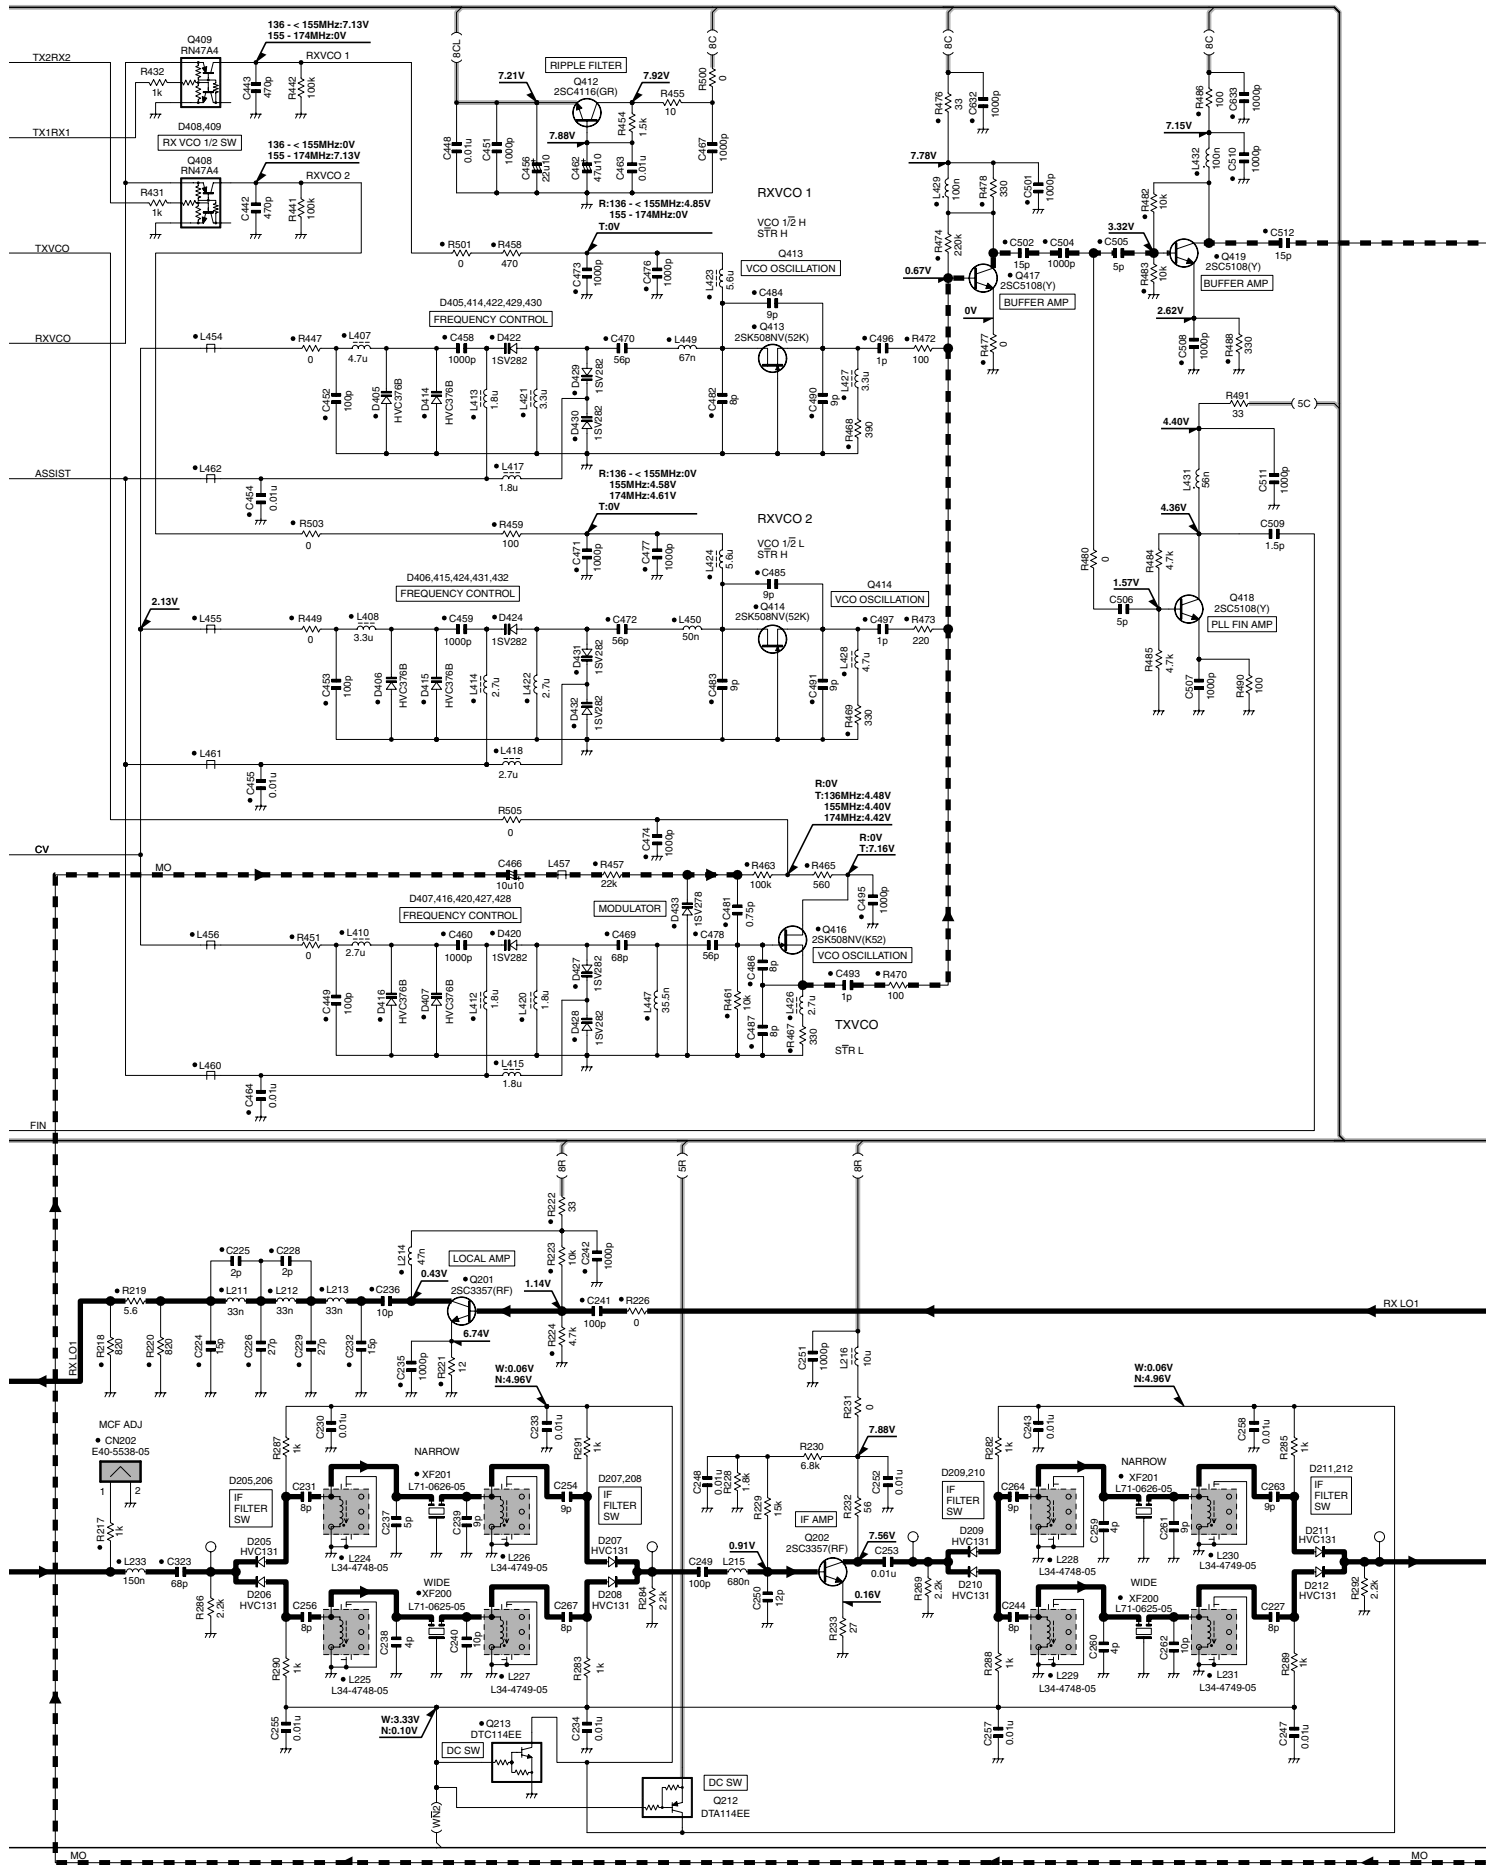 136 - < 155MHz:7.13V
155 - 174MHz:0V
Q409
RN47A4
TX2RX2
RXVCO 1
R432
1k
C443
470p
R442
100k
TX1RX1
D408,409
RX VCO 1/2 SW
136 - < 155MHz:0V
155 - 174MHz:7.13V
Q408
RN47A4
RXVCO 2
R431
1k
C442
470p
R441
100k
TXVCO
RXVCO
ASSIST
CV
FIN
(8CL)
RIPPLE FILTER
Q412
2SC4116(GR)
7.21V
7.92V
R455
10
R500
0
(8C)
R454
1.5k
7.88V
C448
0.01u
C451
1000p
C456
22u10
C462
47u10
C463
0.01u
C467
1000p
RXVCO 1
VCO 1/2 H
STR H
R:136 - < 155MHz:4.85V
155 - 174MHz:0V
T:0V
R501
0
R458
470
C473
1000p
C476
1000p
L423
5.6u
Q413
VCO OSCILLATION
C484
9p
Q413
2SK508NV(52K)
D405,414,422,429,430
FREQUENCY CONTROL
L454
R447
0
L407
4.7u
C458
1000p
D422
1SV282
C470
56p
L449
67n
C496
1p
R472
100
C452
100p
D405
HVC376B
D414
HVC376B
L413
1.8u
L421
3.3u
D429
1SV282
D430
1SV282
C482
8p
C490
9p
L427
3.3u
R468
390
L462
C454
0.01u
L417
1.8u
R:136 - < 155MHz:0V
155MHz:4.58V
174MHz:4.61V
T:0V
RXVCO 2
VCO 1/2 L
STR H
R503
0
R459
100
C471
1000p
C477
1000p
L424
5.6u
C485
9p
Q414
2SK508NV(52K)
Q414
VCO OSCILLATION
D406,415,424,431,432
FREQUENCY CONTROL
2.13V
L455
R449
0
L408
3.3u
C459
1000p
D424
1SV282
C472
56p
L450
50n
C497
1p
R473
220
C453
100p
D406
HVC376B
D415
HVC376B
L414
2.7u
L422
2.7u
D431
1SV282
D432
1SV282
C483
9p
C491
9p
L428
4.7u
R469
330
L461
C455
0.01u
L418
2.7u
R:0V
T:136MHz:4.48V
155MHz:4.40V
174MHz:4.42V
R:0V
T:7.16V
R505
0
C474
1000p
MO
C466
10u10
L457
R457
22k
R463
100k
R465
560
C495
1000p
D407,416,420,427,428
FREQUENCY CONTROL
MODULATOR
D433
1SV278
C481
0.75p
Q416
2SK508NV(K52)
VCO OSCILLATION
L456
R451
0
L410
2.7u
C460
1000p
D420
1SV282
C469
68p
C478
56p
C486
8p
C493
1p
R470
100
C449
100p
D416
HVC376B
D407
HVC376B
L412
1.8u
L420
1.8u
D427
1SV282
D428
1SV282
L447
35.5n
R461
10k
C487
8p
L426
2.7u
R467
330
TXVCO
STR L
L460
C464
0.01u
L415
1.8u
(8C)
R476
33
C632
1000p
7.78V
L429
100n
R478
330
C501
1000p
R474
220k
0.67V
Q417
2SC5108(Y)
BUFFER AMP
0V
R477
0
C502
15p
C504
1000p
C505
5p
(8C)
R486
100
C633
1000p
7.15V
L432
100n
C510
1000p
R482
10k
3.32V
R483
10k
Q419
2SC5108(Y)
BUFFER AMP
C512
15p
2.62V
C508
1000p
R488
330
R491
33
(5C)
4.40V
L431
56n
C511
1000p
4.36V
C509
1.5p
R480
0
R484
4.7k
1.57V
C506
5p
Q418
2SC5108(Y)
PLL FIN AMP
R485
4.7k
C507
1000p
R490
100
(8R)
(5R)
(8R)
R222
33
L214
47n
LOCAL AMP
R223
10k
C242
1000p
Q201
2SC3357(RF)
0.43V
1.14V
C225
2p
C228
2p
R219
5.6
L211
33n
L212
33n
L213
33n
C236
10p
C241
100p
R226
0
RX LO1
RX LO1
R218
820
R220
820
C224
15p
C226
27p
C229
27p
C232
15p
6.74V
R224
4.7k
C235
1000p
R221
12
C251
1000p
L216
10u
R231
0
W:0.06V
N:4.96V
W:0.06V
N:4.96V
MCF ADJ
CN202
E40-5538-05
1 2
R217
1k
L233
150n
C323
68p
R286
2.2k
D205,206
IF
FILTER
SW
D205
HVC131
D206
HVC131
R287
1k
C230
0.01u
C233
0.01u
R291
1k
NARROW
XF201
L71-0626-05
C231
8p
C237
5p
C239
9p
C254
9p
L224
L34-4748-05
L226
L34-4749-05
D207,208
IF
FILTER
SW
D207
HVC131
D208
HVC131
WIDE
XF200
L71-0625-05
C256
8p
C238
4p
C240
10p
C267
8p
L225
L34-4748-05
L227
L34-4749-05
R290
1k
R283
1k
R284
2.2k
C255
0.01u
C234
0.01u
C249
100p
L215
680n
C250
12p
0.91V
C248
0.01u
R228
1.8k
R229
15k
R230
6.8k
7.88V
R232
56
C252
0.01u
IF AMP
Q202
2SC3357(RF)
7.56V
C253
0.01u
0.16V
R233
27
R269
2.2k
D209,210
IF
FILTER
SW
D209
HVC131
D210
HVC131
R282
1k
C243
0.01u
C258
0.01u
R285
1k
NARROW
XF201
L71-0626-05
C264
9p
C259
4p
C261
9p
C263
9p
L228
L34-4748-05
L230
L34-4749-05
D211,212
IF
FILTER
SW
D211
HVC131
D212
HVC131
WIDE
XF200
L71-0625-05
C244
8p
C260
4p
C262
10p
C227
8p
L229
L34-4748-05
L231
L34-4749-05
R288
1k
R289
1k
R292
2.2k
C257
0.01u
C247
0.01u
W:3.33V
N:0.10V
Q213
DTC114EE
DC SW
DC SW
Q212
DTA114EE
(WN2)
MO
MO